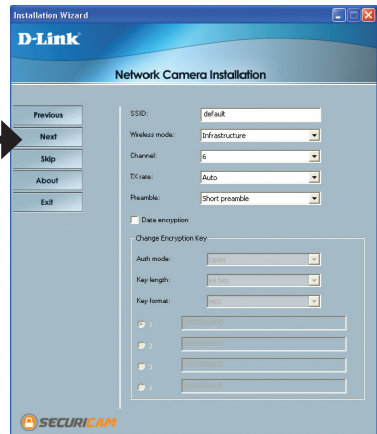 Installation Wizard
D-Link
Network Camera Installation
Previous
Next
Skip
About
Exit
SSID: default
Wireless mode: Infrastructure
Channel: 6
TX rate: Auto
Preamble: Short preamble
Data encryption
Change Encryption Key
Auth mode: Open
Key length: 64 bits
Key format: HEX
1
2
3
4
SECURICAM